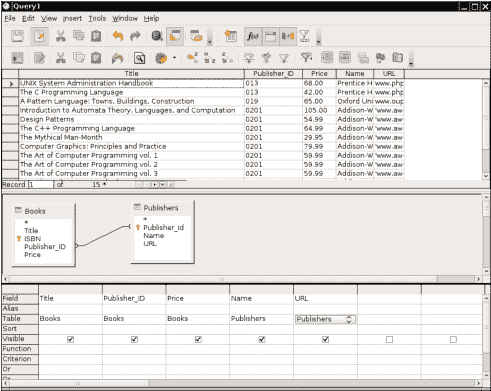 Query1
File Edit View Insert Tools Window Help
Title Publisher_ID Price Name URL
UNIX System Administration Handbook 013 68.00 Prentice H www.php
The C Programming Language 013 42.00 Prentice H www.php
A Pattern Language: Towns, Buildings, Construction 019 65.00 Oxford Uni www.oup
Introduction to Automata Theory, Languages, and Computation 0201 105.00 Addison-W www.aw
Design Patterns 0201 54.99 Addison-W www.aw
The C++ Programming Language 0201 64.99 Addison-W www.aw
The Mythical Man-Month 0201 29.95 Addison-W www.aw
Computer Graphics: Principles and Practice 0201 79.99 Addison-W www.aw
The Art of Computer Programming vol. 1 0201 59.99 Addison-W www.aw
The Art of Computer Programming vol. 2 0201 59.99 Addison-W www.aw
The Art of Computer Programming vol. 3 0201 59.99 Addison-W www.aw
Record 1 of 15 *
Books
*
Title
ISBN
Publisher_ID
Price
Publishers
*
Publisher_Id
Name
URL
Field Title Publisher_ID Price Name URL
Alias
Table Books Books Books Publishers Publishers
Sort
Visible
Function
Criterion
Or
Or